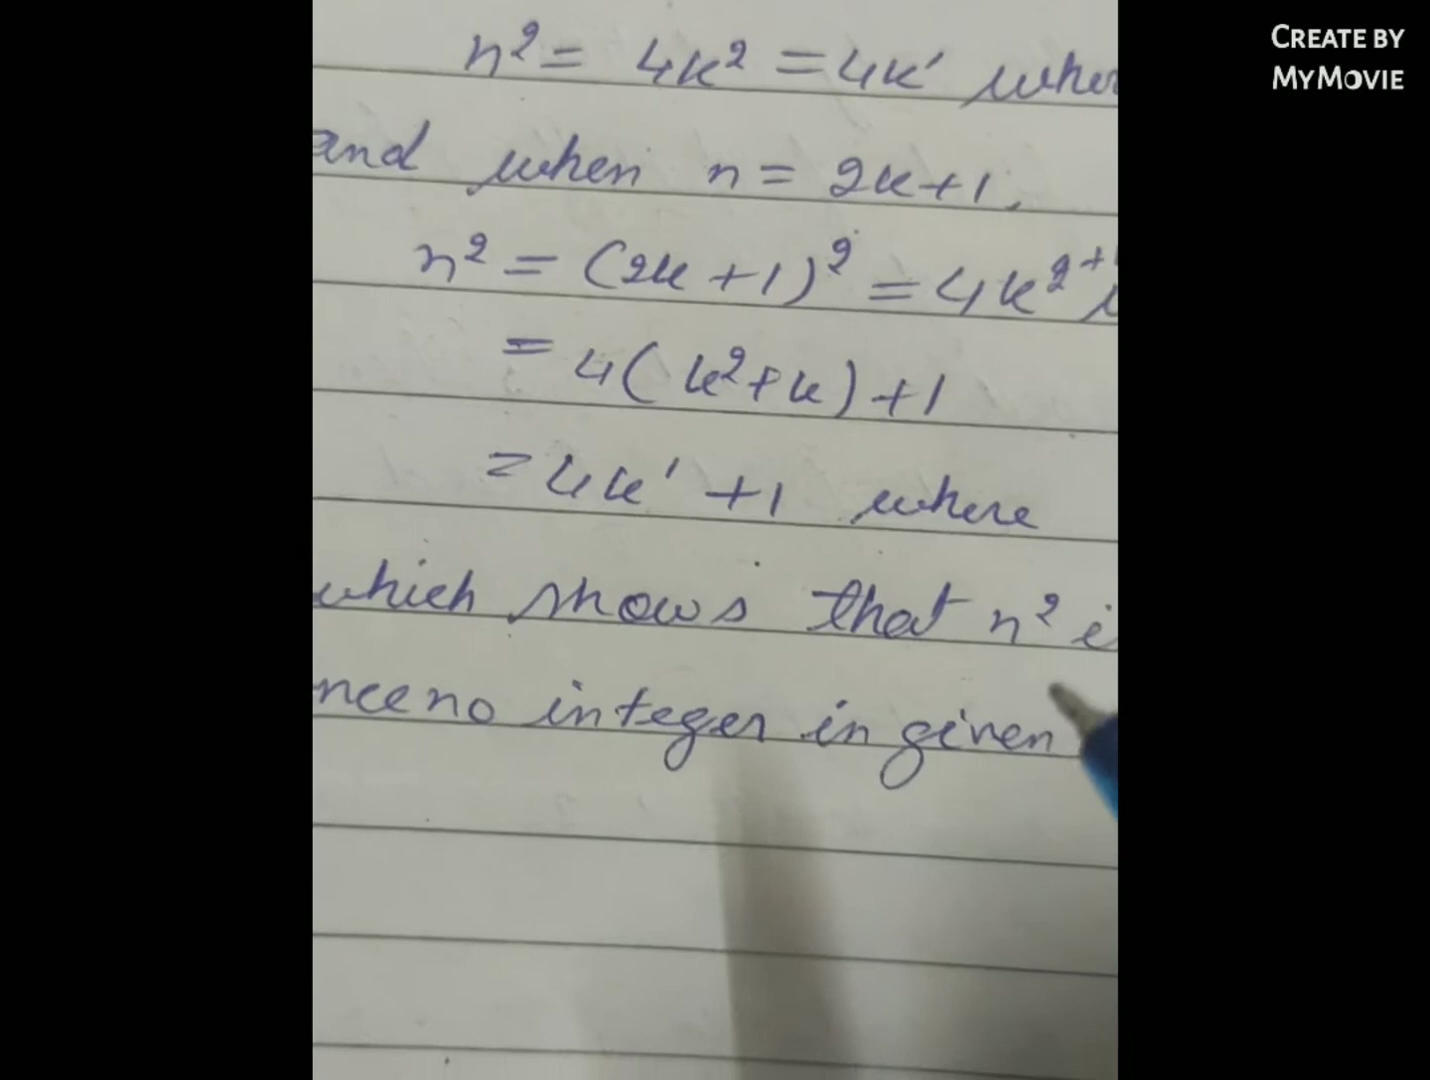 n² = 4k² = 4k' wher
and when n = 2k+1,
n² = (2k+1)² = 4k² +
= 4(k²+k)+1
= 4k' +1 where
which shows that n² i
nce no integer in given
CREATE BY
MYMOVIE